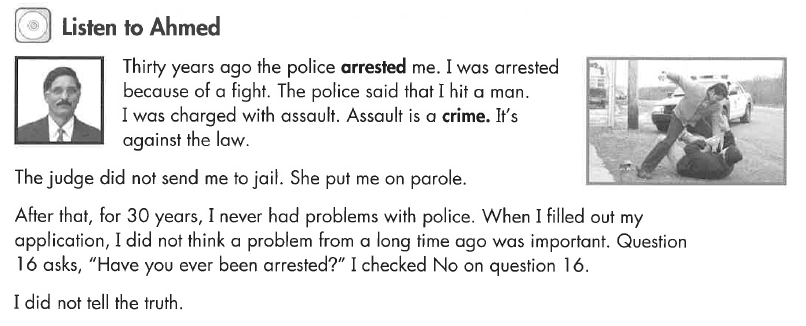 Listen to Ahmed
Thirty years ago the police arrested me. I was arrested
because of a fight. The police said that I hit a man.
I was charged with assault. Assault is a crime. It's
against the law.
The judge did not send me to jail. She put me on parole.
After that, for 30 years, I never had problems with police. When I filled out my
application, I did not think a problem from a long time ago was important. Question
16 asks, "Have you ever been arrested?" I checked No on question 16.
I did not tell the truth.